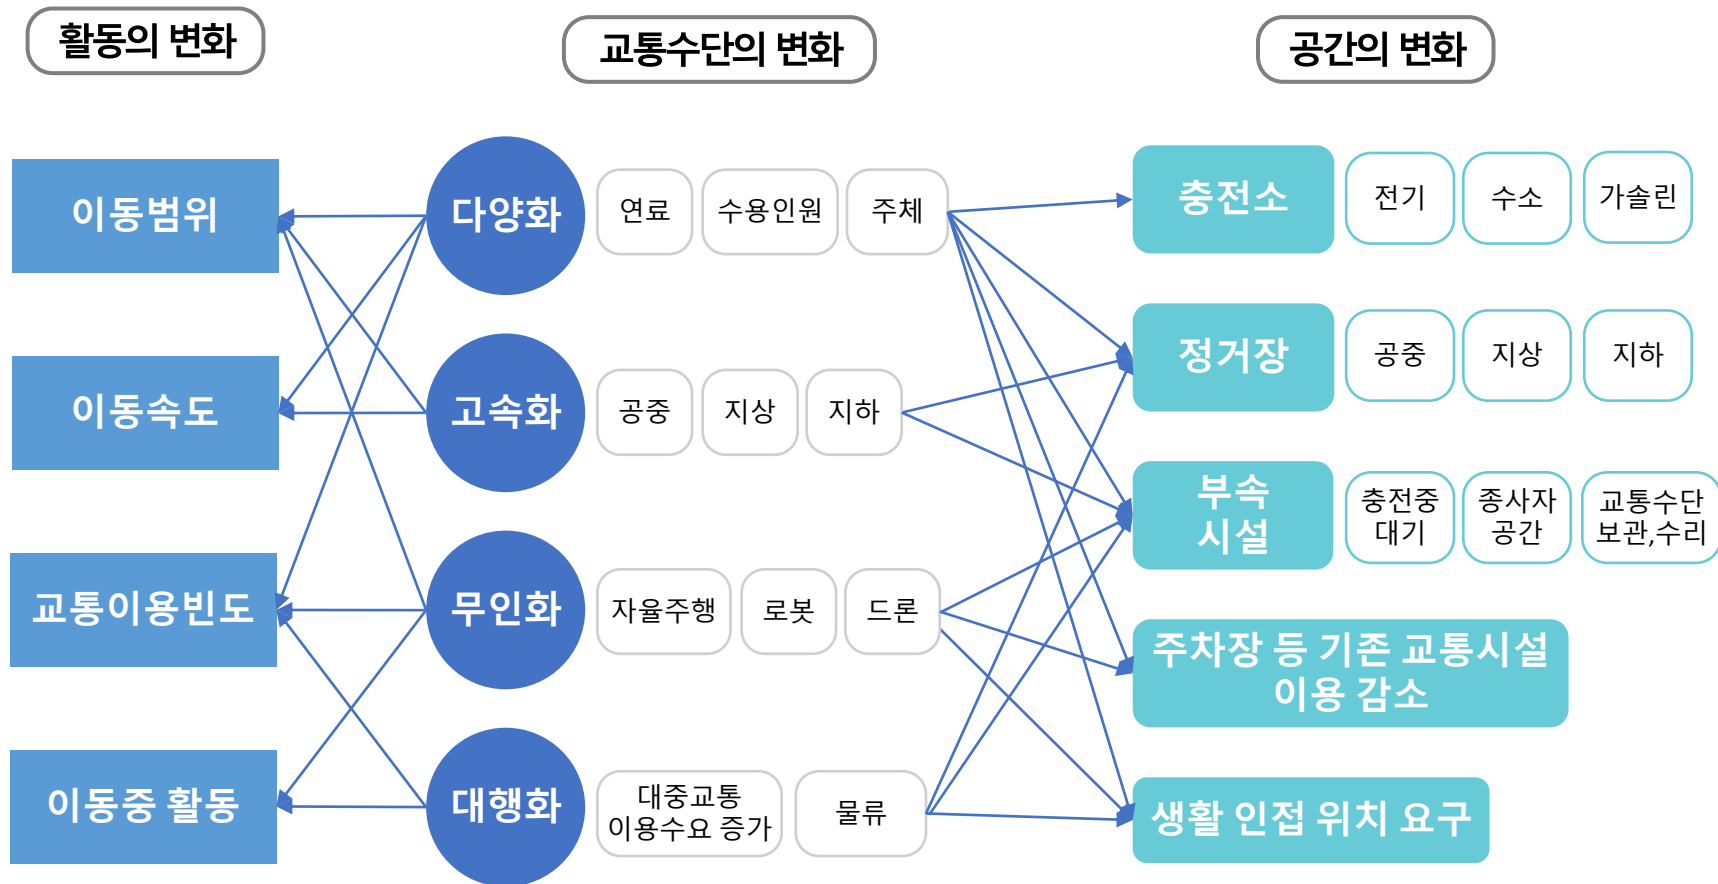 활동의 변화
교통수단의 변화
공간의 변화
이동범위
다양화
연료
수용인원
주체
충전소
전기
수소
가솔린
정거장
공중
지상
지하
이동속도
고속화
공중
지상
지하
부속
시설
충전중
대기
종사자
공간
교통수단
보관,수리
교통이용빈도
무인화
자율주행
로봇
드론
주차장 등 기존 교통시설
이용 감소
이동중 활동
대행화
대중교통
이용수요 증가
물류
생활 인접 위치 요구